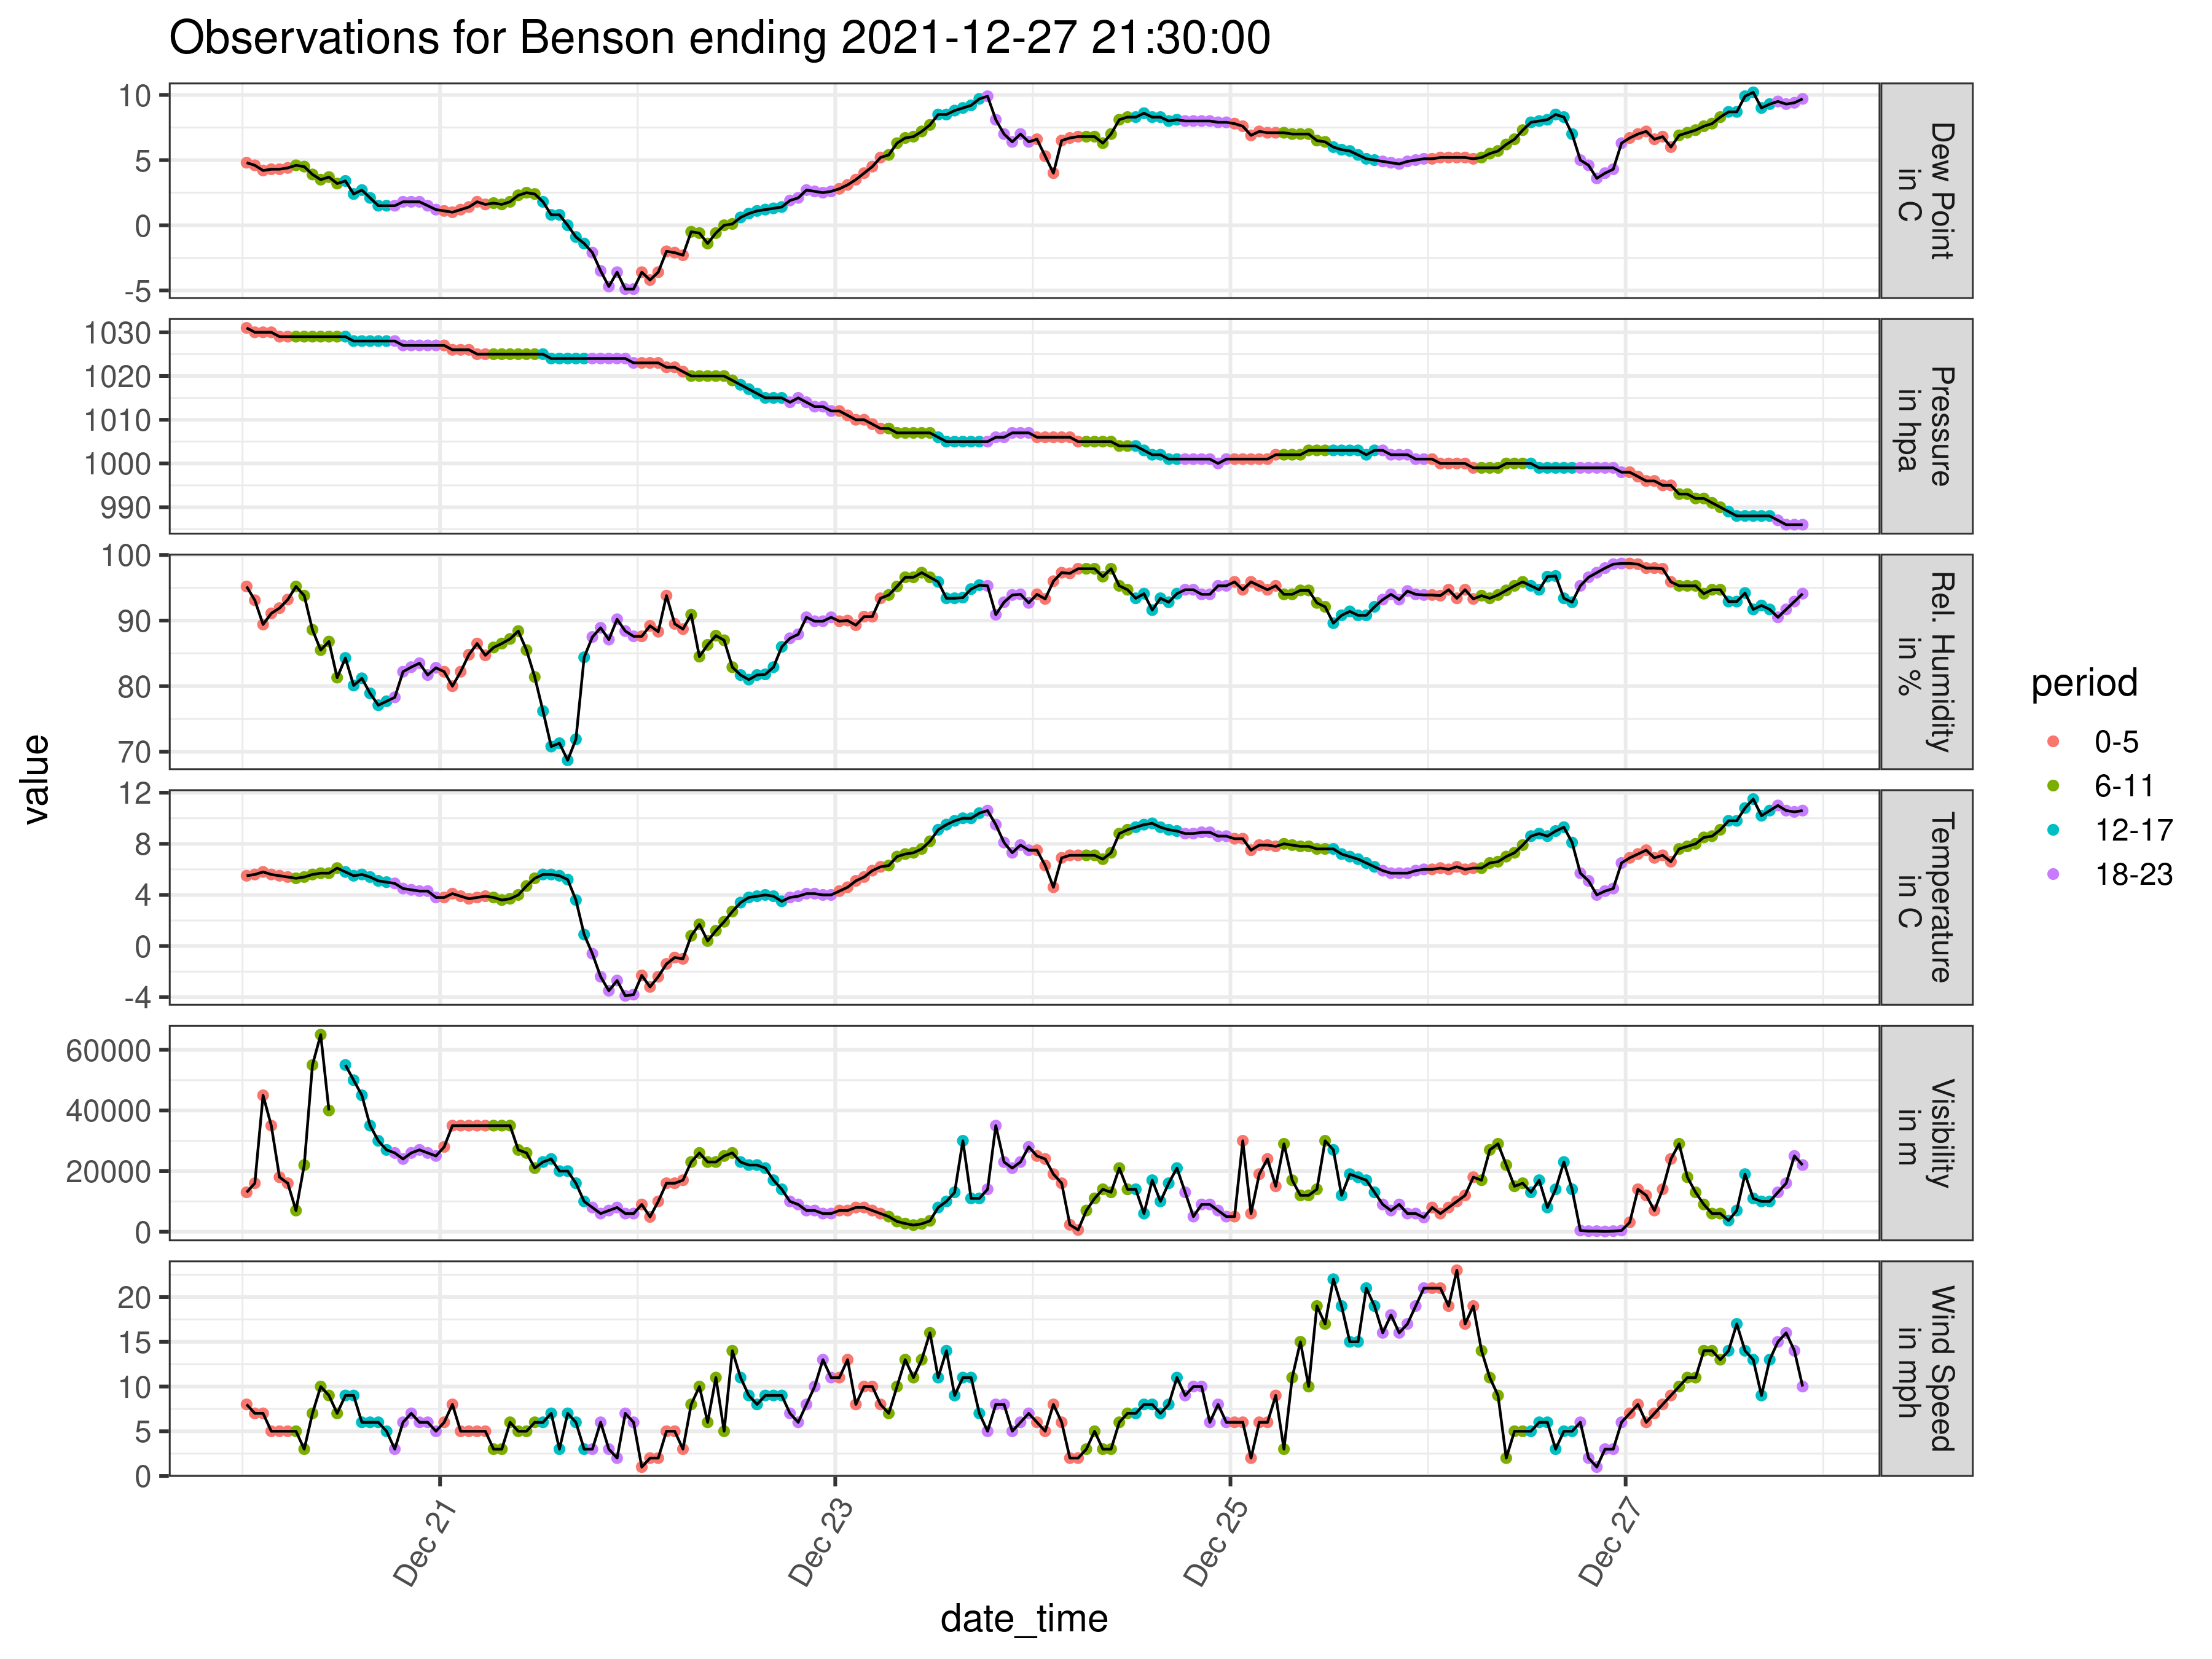 Observations for Benson ending 2021-12-27 21:30:00
value
10
5
0
-5
Dew Point
in C
1030
1020
1010
1000
990
Pressure
in hpa
100
90
80
70
Rel. Humidity
in %
12
8
4
0
-4
Temperature
in C
60000
40000
20000
0
Visibility
in m
20
15
10
5
0
Wind Speed
in mph
Dec 21
Dec 23
Dec 25
Dec 27
date_time
period
0-5
6-11
12-17
18-23